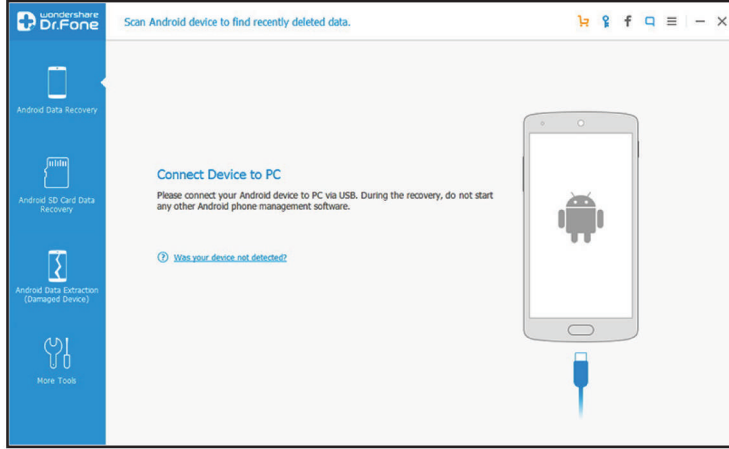 wondershare
Dr.Fone
Scan Android device to find recently deleted data.
Android Data Recovery
Android SD Card Data
Recovery
Android Data Extraction
(Damaged Device)
More Tools
Connect Device to PC
Please connect your Android device to PC via USB. During the recovery, do not start
any other Android phone management software.
Was your device not detected?